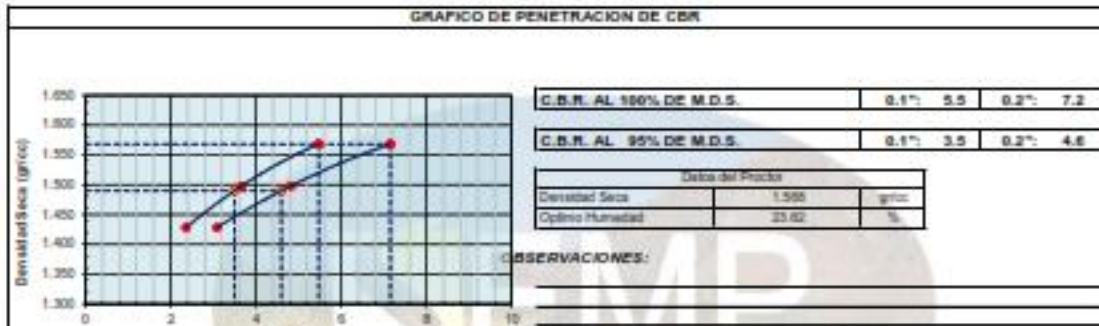 GRAFICO DE PENETRACION DE CBR
1.650
1.600
1.550
1.500
1.450
1.400
1.350
1.300
Densidad Seca (gr/cc)
0 2 4 6 8 10
C.B.R. AL 100% DE M.D.S. 0.1": 5.5 0.2": 7.2
C.B.R. AL 95% DE M.D.S. 0.1": 3.5 0.2": 4.6
Datos del Proctor
Densidad Seca gr/cc
Optimo Humedad 23.62 %
OBSERVACIONES:
EMP